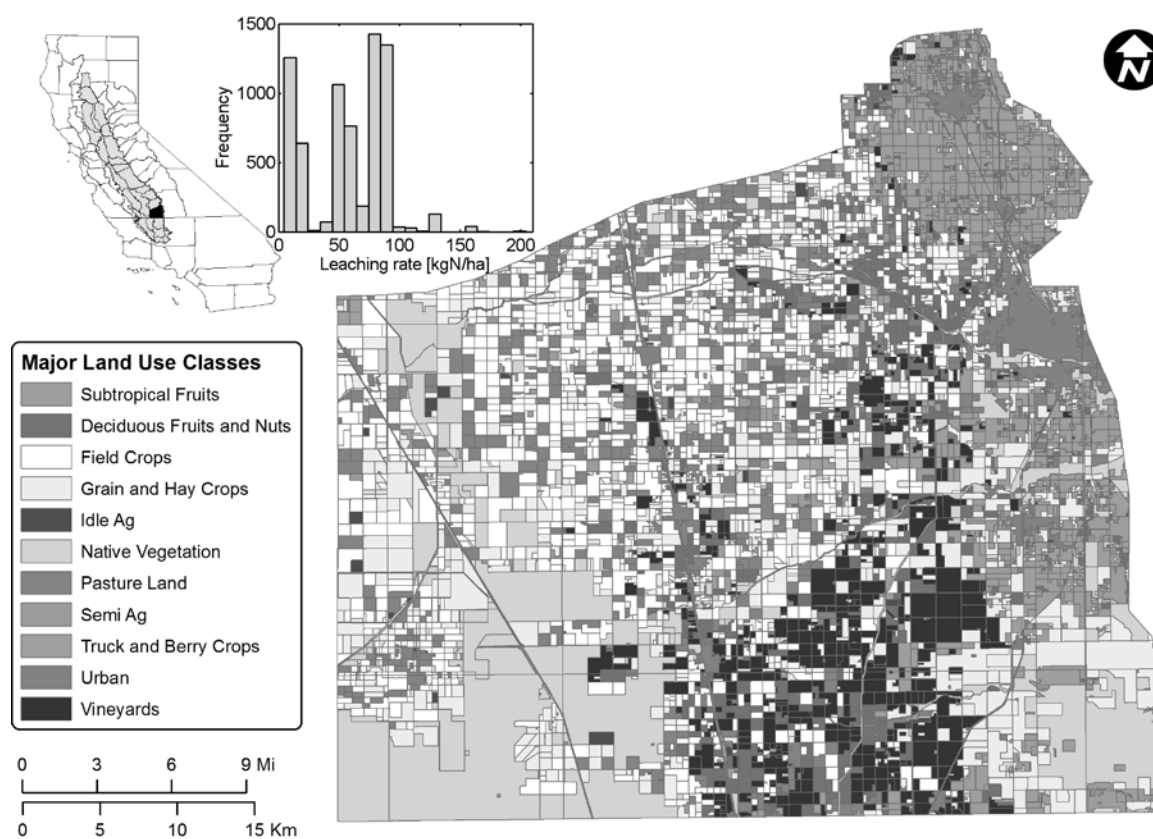 1500
1000
500
0
Frequency
0 50 100 150 200
Leaching rate [kgN/ha]
N
Major Land Use Classes
Subtropical Fruits
Deciduous Fruits and Nuts
Field Crops
Grain and Hay Crops
Idle Ag
Native Vegetation
Pasture Land
Semi Ag
Truck and Berry Crops
Urban
Vineyards
0 3 6 9 Mi
0 5 10 15 Km